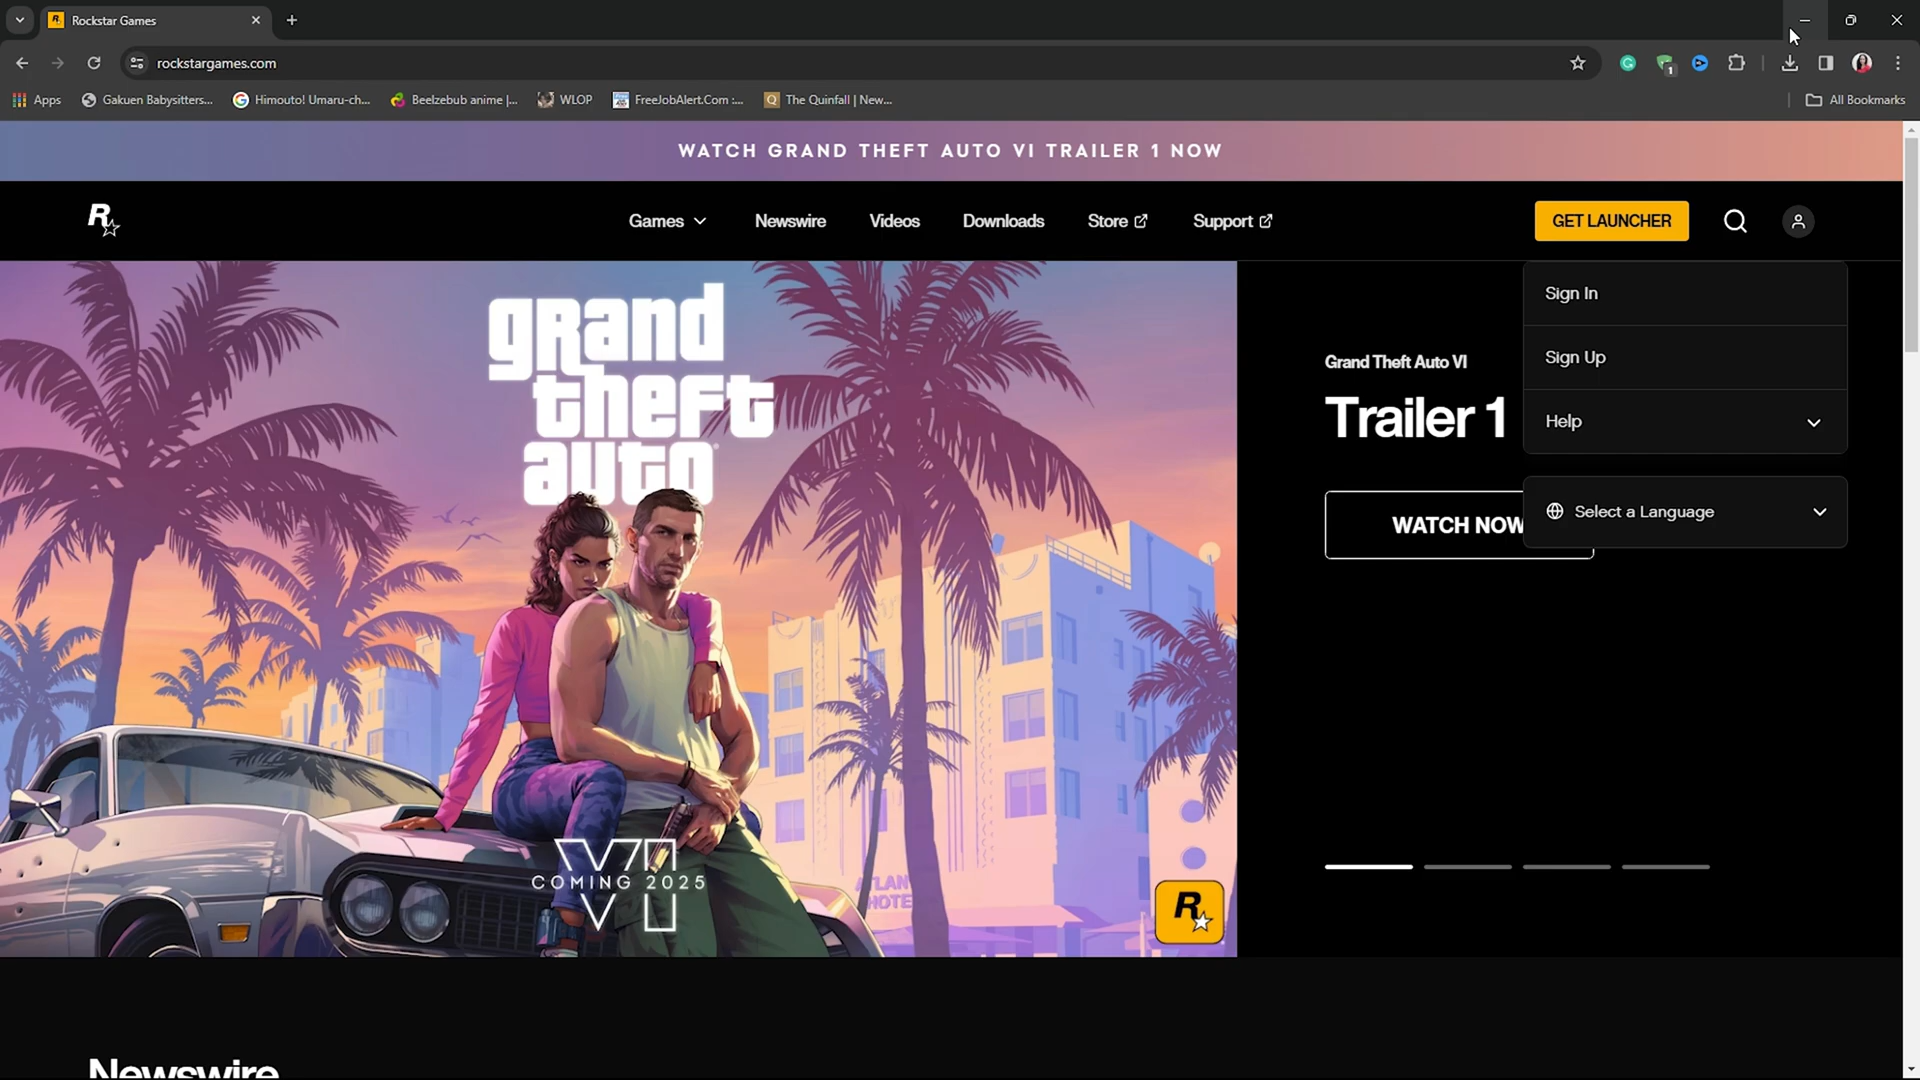 Rockstar Games
rockstargames.com
1
Apps
Gakuen Babysitters...
Himouto! Umaru-ch...
Beelzebub anime |...
WLOP
FreeJobAlert.Com :...
The Quinfall | New...
All Bookmarks
WATCH GRAND THEFT AUTO VI TRAILER 1 NOW
R
Games
Newswire
Videos
Downloads
Store
Support
GET LAUNCHER
Sign In
Sign Up
Help
Select a Language
grand
theft
auto
VI
COMING 2025
R
Grand Theft Auto VI
Trailer 1
WATCH NOW
Newswire